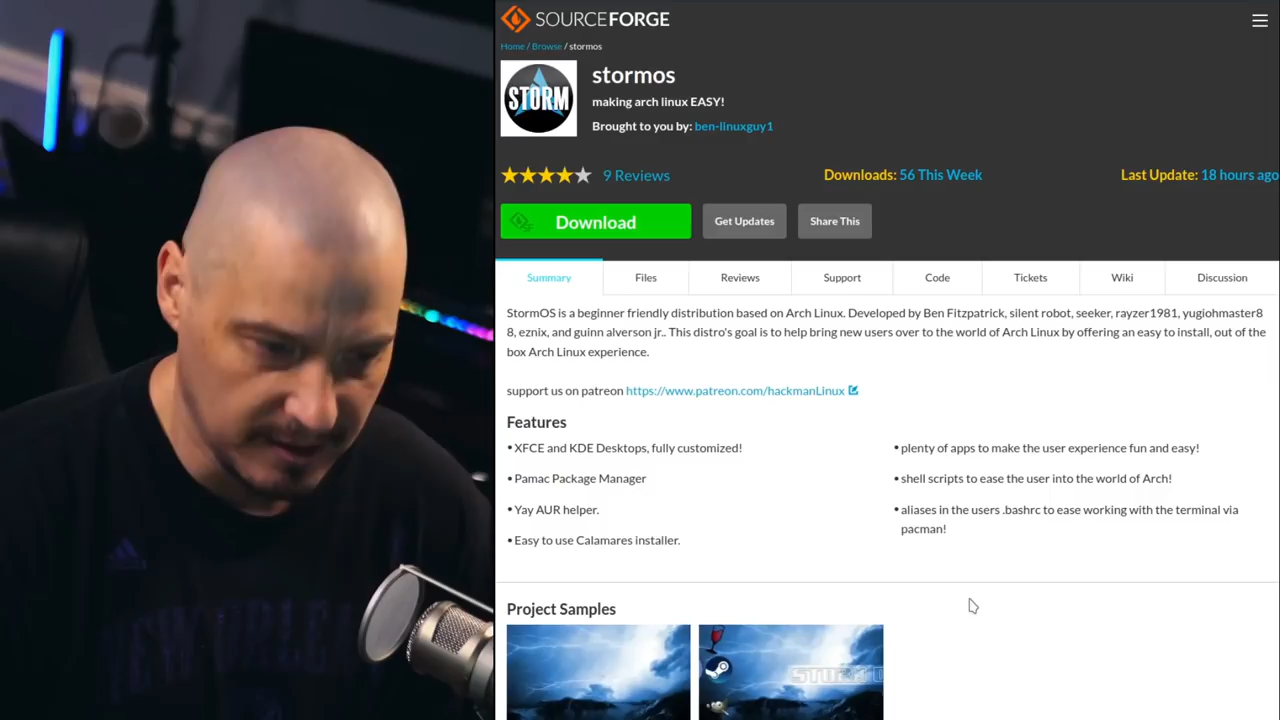 SOURCEFORGE
Home / Browse / stormos
STORM
stormos
making arch linux EASY!
Brought to you by: ben-linuxguy1
9 Reviews
Downloads: 56 This Week
Last Update: 18 hours ago
Download
Get Updates
Share This
Summary
Files
Reviews
Support
Code
Tickets
Wiki
Discussion
StormOS is a beginner friendly distribution based on Arch Linux. Developed by Ben Fitzpatrick, silent robot, seeker, rayzer1981, yugiohmaster8
8, eznix, and guinn alverson jr.. This distro's goal is to help bring new users over to the world of Arch Linux by offering an easy to install, out of the
box Arch Linux experience.
support us on patreon https://www.patreon.com/hackmanLinux
Features
• XFCE and KDE Desktops, fully customized!
• Pamac Package Manager
• Yay AUR helper.
• Easy to use Calamares installer.
• plenty of apps to make the user experience fun and easy!
• shell scripts to ease the user into the world of Arch!
• aliases in the users .bashrc to ease working with the terminal via
pacman!
Project Samples